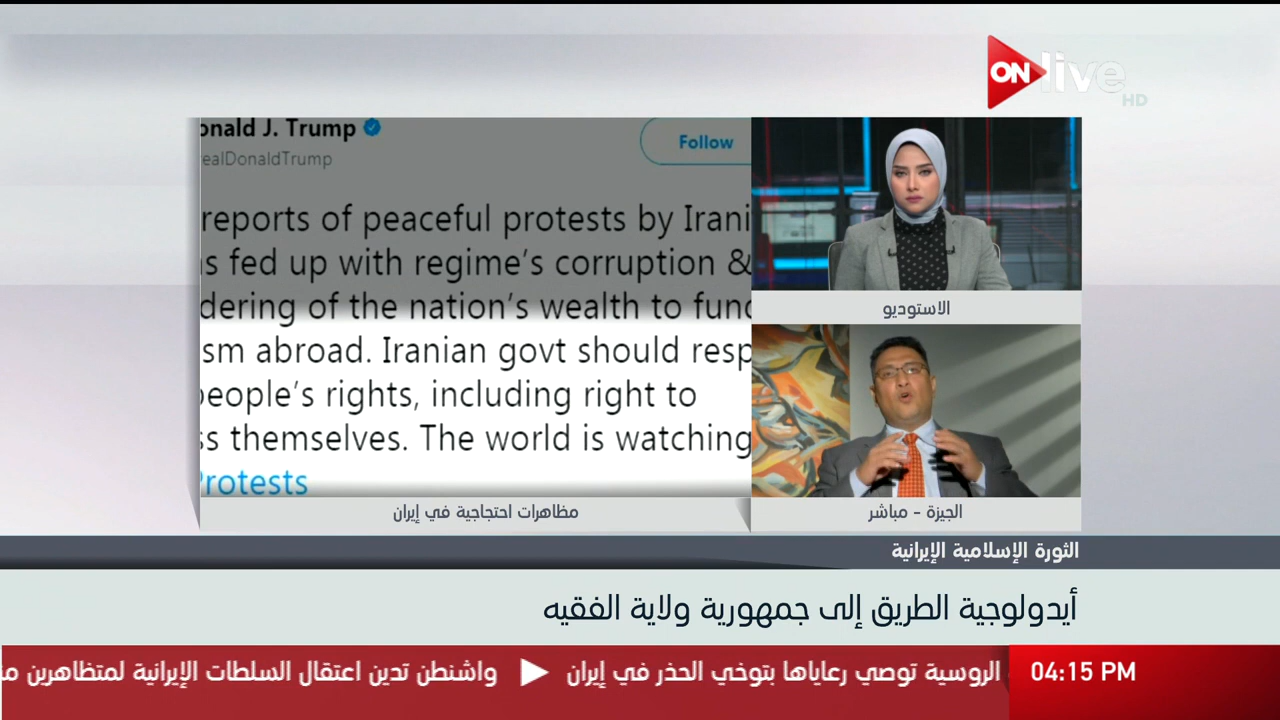 ON live
HD
onald J. Trump
ealDonaldTrump
Follow
reports of peaceful protests by Irani
s fed up with regime's corruption &
dering of the nation's wealth to fund
ism abroad. Iranian govt should resp
people's rights, including right to
ss themselves. The world is watching
Protests
الاستوديو
مظاهرات احتجاجية في إيران
الجيزة - مباشر
الثورة الإسلامية الإيرانية
أيدولوجية الطريق إلى جمهورية ولاية الفقيه
الروسية توصي رعاياها بتوخي الحذر في إيران
واشنطن تدين اعتقال السلطات الإيرانية لمتظاهرين
04:15 PM